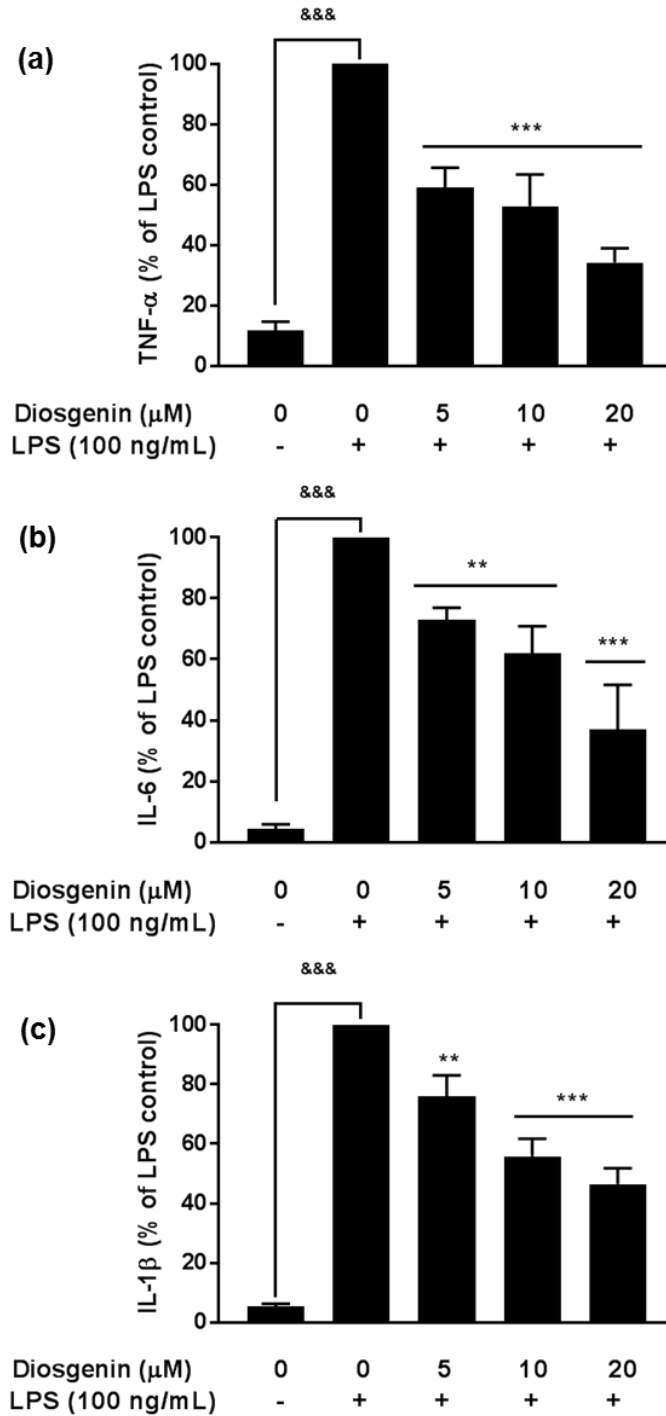 &&&
(a)
TNF-α (% of LPS control)
100
80
60
40
20
0
***
Diosgenin (μM) 0 0 5 10 20
LPS (100 ng/mL) - + + + +
&&&
(b)
IL-6 (% of LPS control)
100
80
60
40
20
0
**
***
Diosgenin (μM) 0 0 5 10 20
LPS (100 ng/mL) - + + + +
&&&
(c)
IL-1β (% of LPS control)
100
80
60
40
20
0
**
***
Diosgenin (μM) 0 0 5 10 20
LPS (100 ng/mL) - + + + +